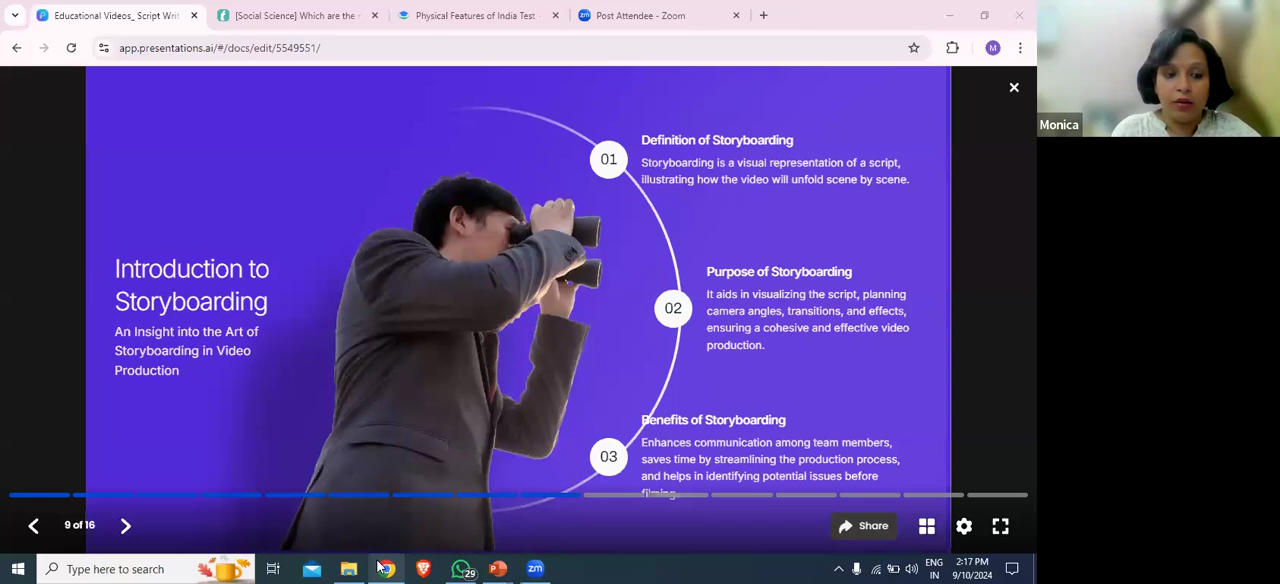 Educational Videos_ Script Writ
[Social Science] Which are the
Physical Features of India Test
Post Attendee - Zoom
app.presentations.ai/#/docs/edit/5549551/
M
Monica
01
Definition of Storyboarding
Storyboarding is a visual representation of a script,
illustrating how the video will unfold scene by scene.
Introduction to
Storyboarding
An Insight into the Art of
Storyboarding in Video
Production
02
Purpose of Storyboarding
It aids in visualizing the script, planning
camera angles, transitions, and effects,
ensuring a cohesive and effective video
production.
03
Benefits of Storyboarding
Enhances communication among team members,
saves time by streamlining the production process,
and helps in identifying potential issues before
filming.
9 of 16
Share
Type here to search
29
zm
ENG
IN
2:17 PM
9/10/2024